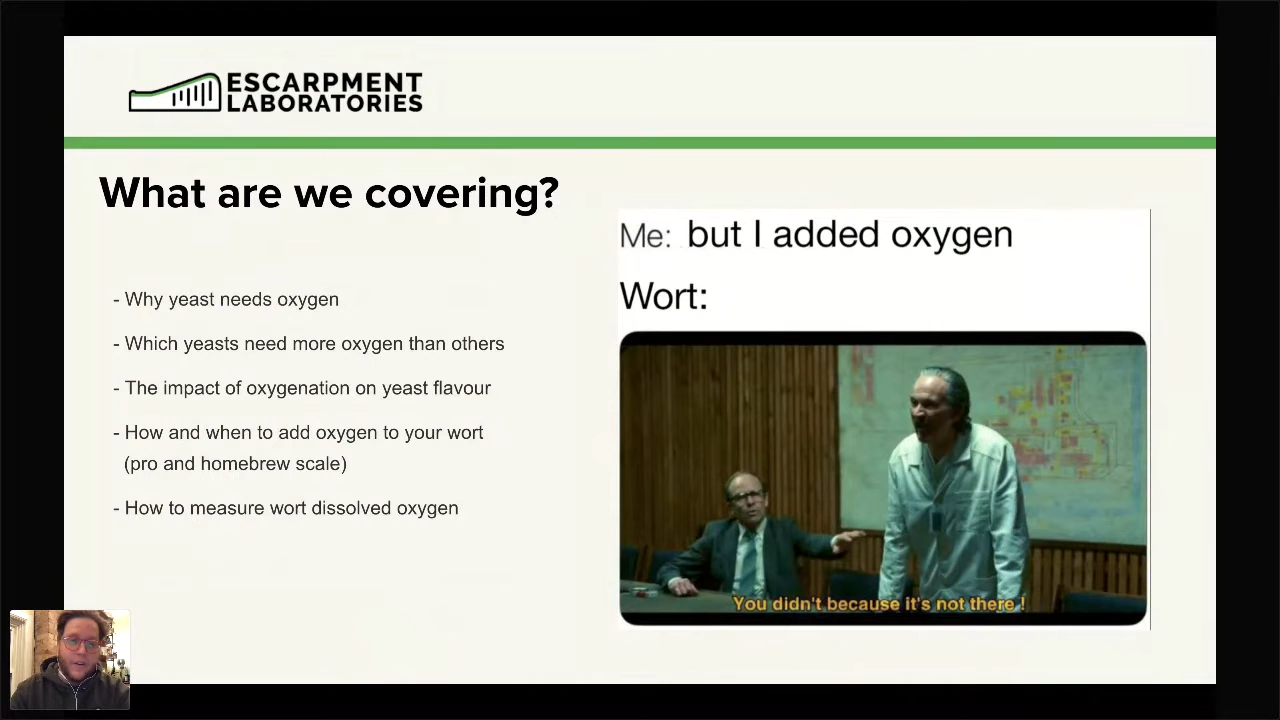 ESCARPMENT
LABORATORIES
What are we covering?
- Why yeast needs oxygen
- Which yeasts need more oxygen than others
- The impact of oxygenation on yeast flavour
- How and when to add oxygen to your wort
(pro and homebrew scale)
- How to measure wort dissolved oxygen
Me: but I added oxygen
Wort:
You didn't because it's not there !